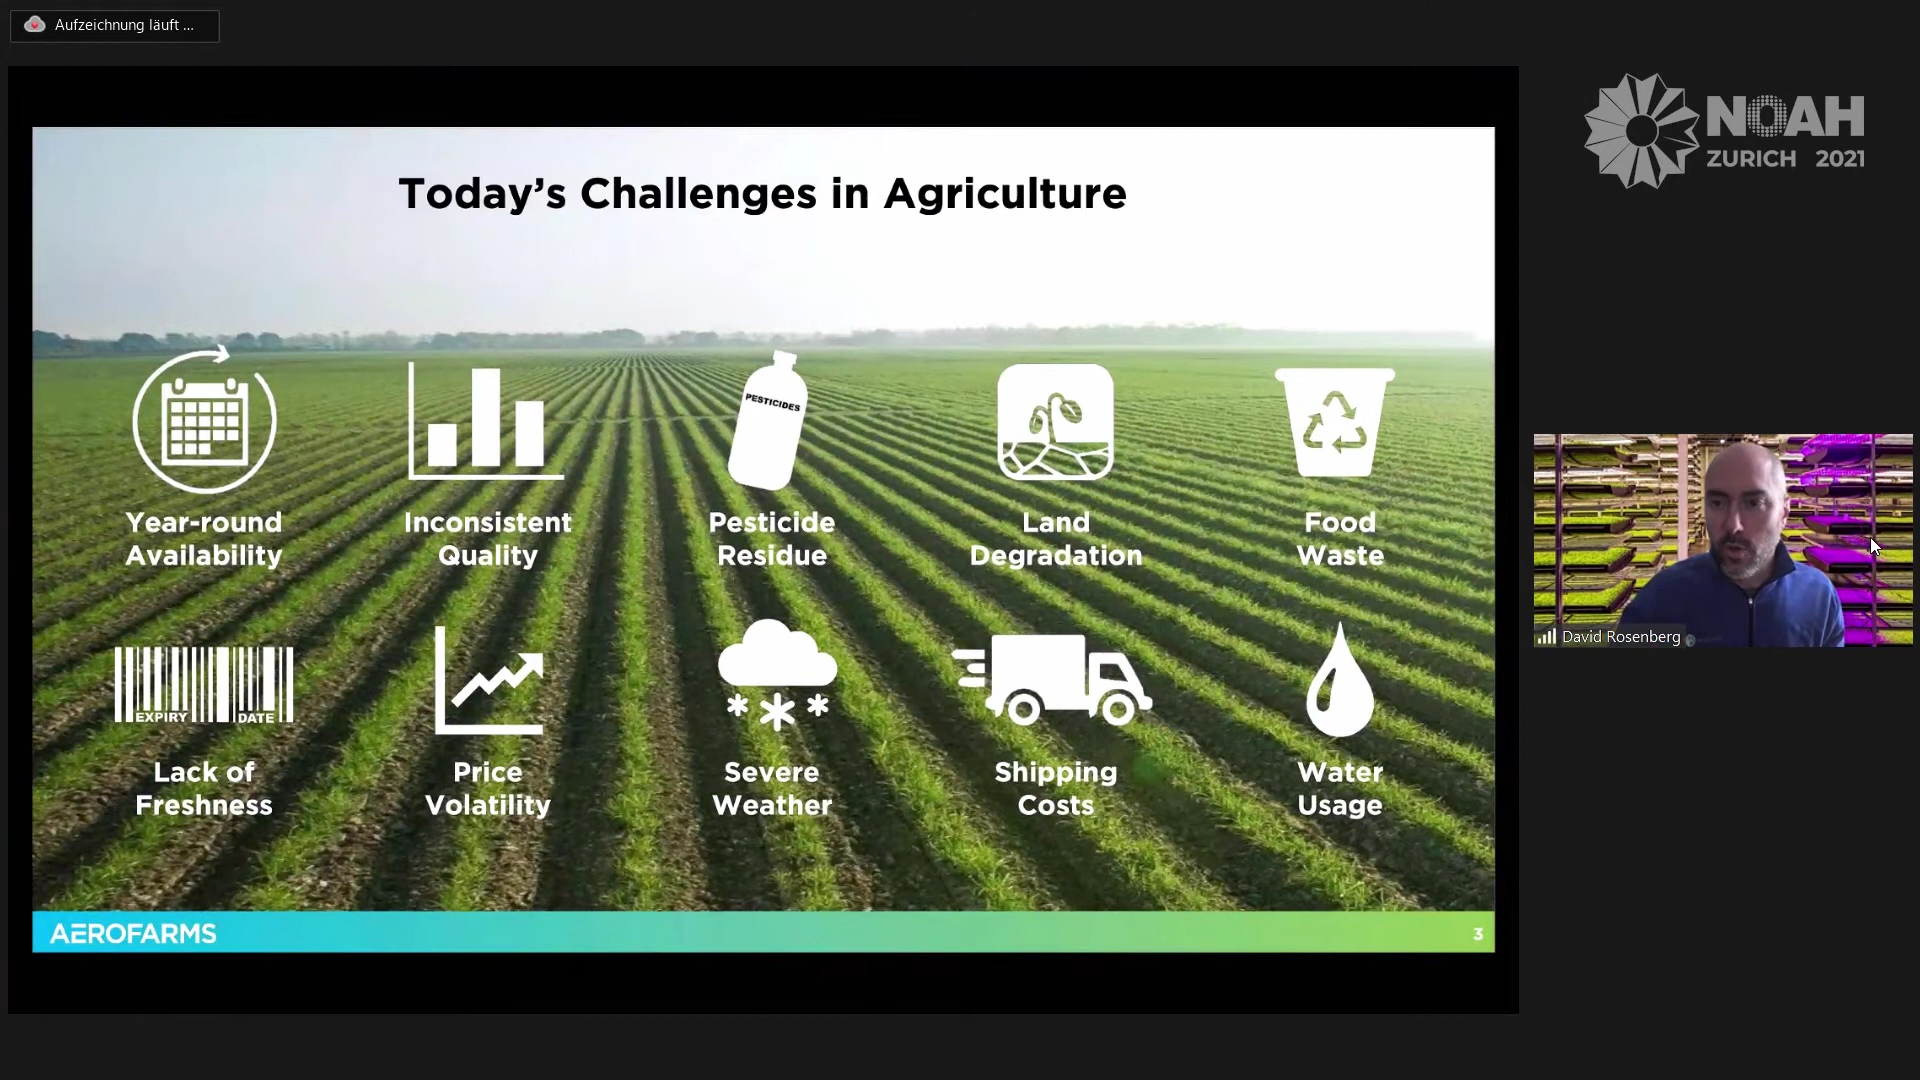 Aufzeichnung läuft ...
NOAH
ZURICH 2021
Today's Challenges in Agriculture
PESTICIDES
Year-round
Availability
Inconsistent
Quality
Pesticide
Residue
Land
Degradation
Food
Waste
EXPIRY DATE
Lack of
Freshness
Price
Volatility
Severe
Weather
Shipping
Costs
Water
Usage
AEROFARMS
3
David Rosenberg